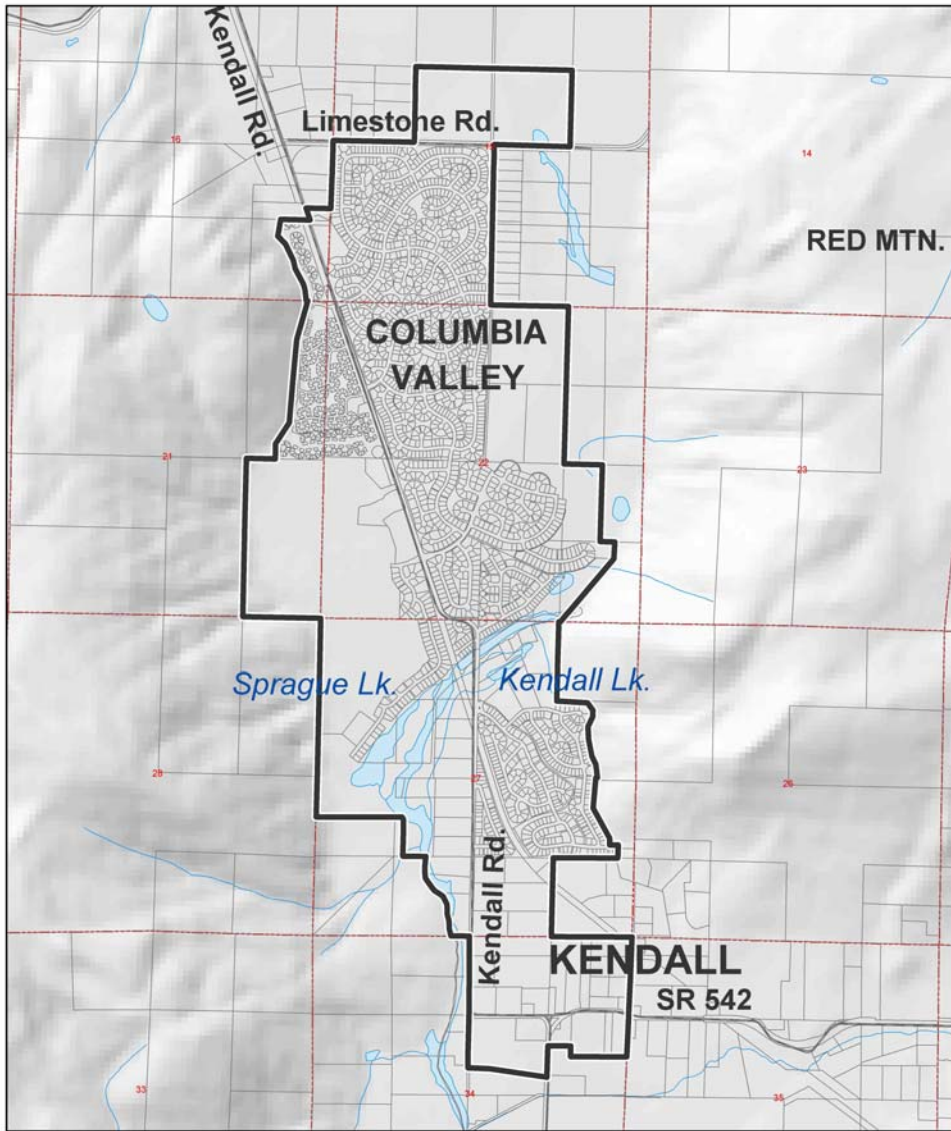 Kendall Rd.
Limestone Rd.
16
15
14
RED MTN.
COLUMBIA
VALLEY
21
22
23
Sprague Lk.
Kendall Lk.
28
27
26
Kendall Rd.
KENDALL
SR 542
33
34
35